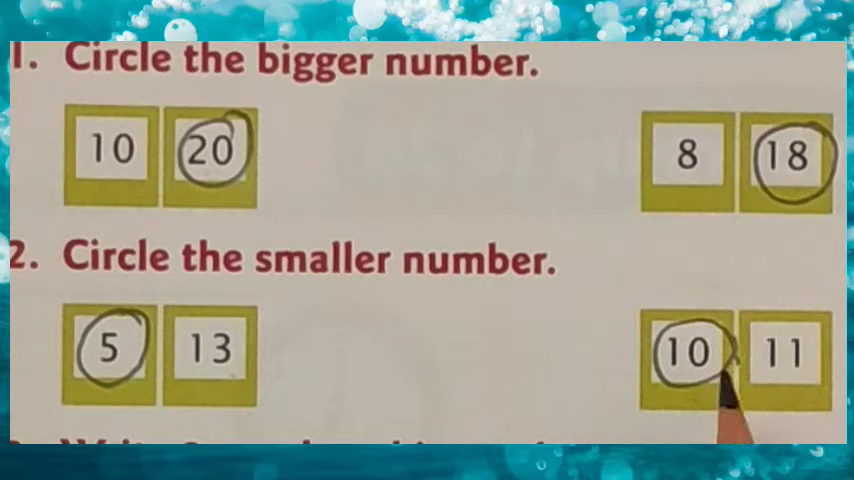 1. Circle the bigger number.
10 20 8 18
2. Circle the smaller number.
5 13 10 11